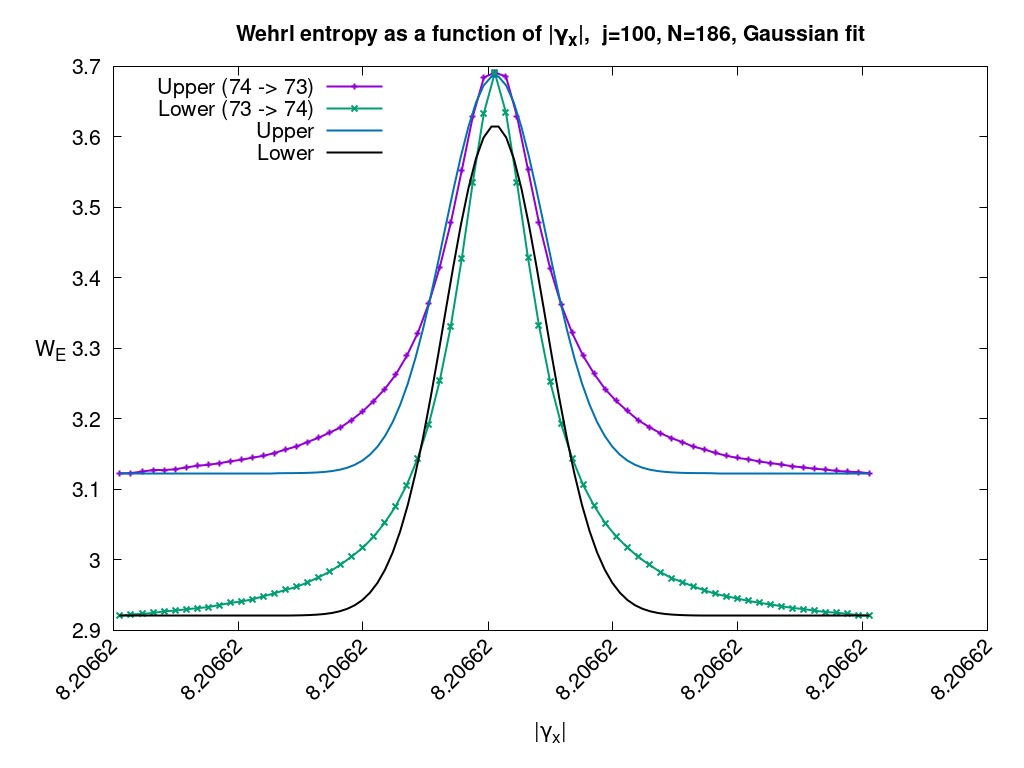 Wehrl entropy as a function of |γx|, j=100, N=186, Gaussian fit
3.7
Upper (74 -> 73)
Lower (73 -> 74)
Upper
Lower
3.6
3.5
3.4
3.3
WE
3.2
3.1
3
2.9
8.20662
8.20662
8.20662
8.20662
8.20662
8.20662
8.20662
8.20662
|γx|